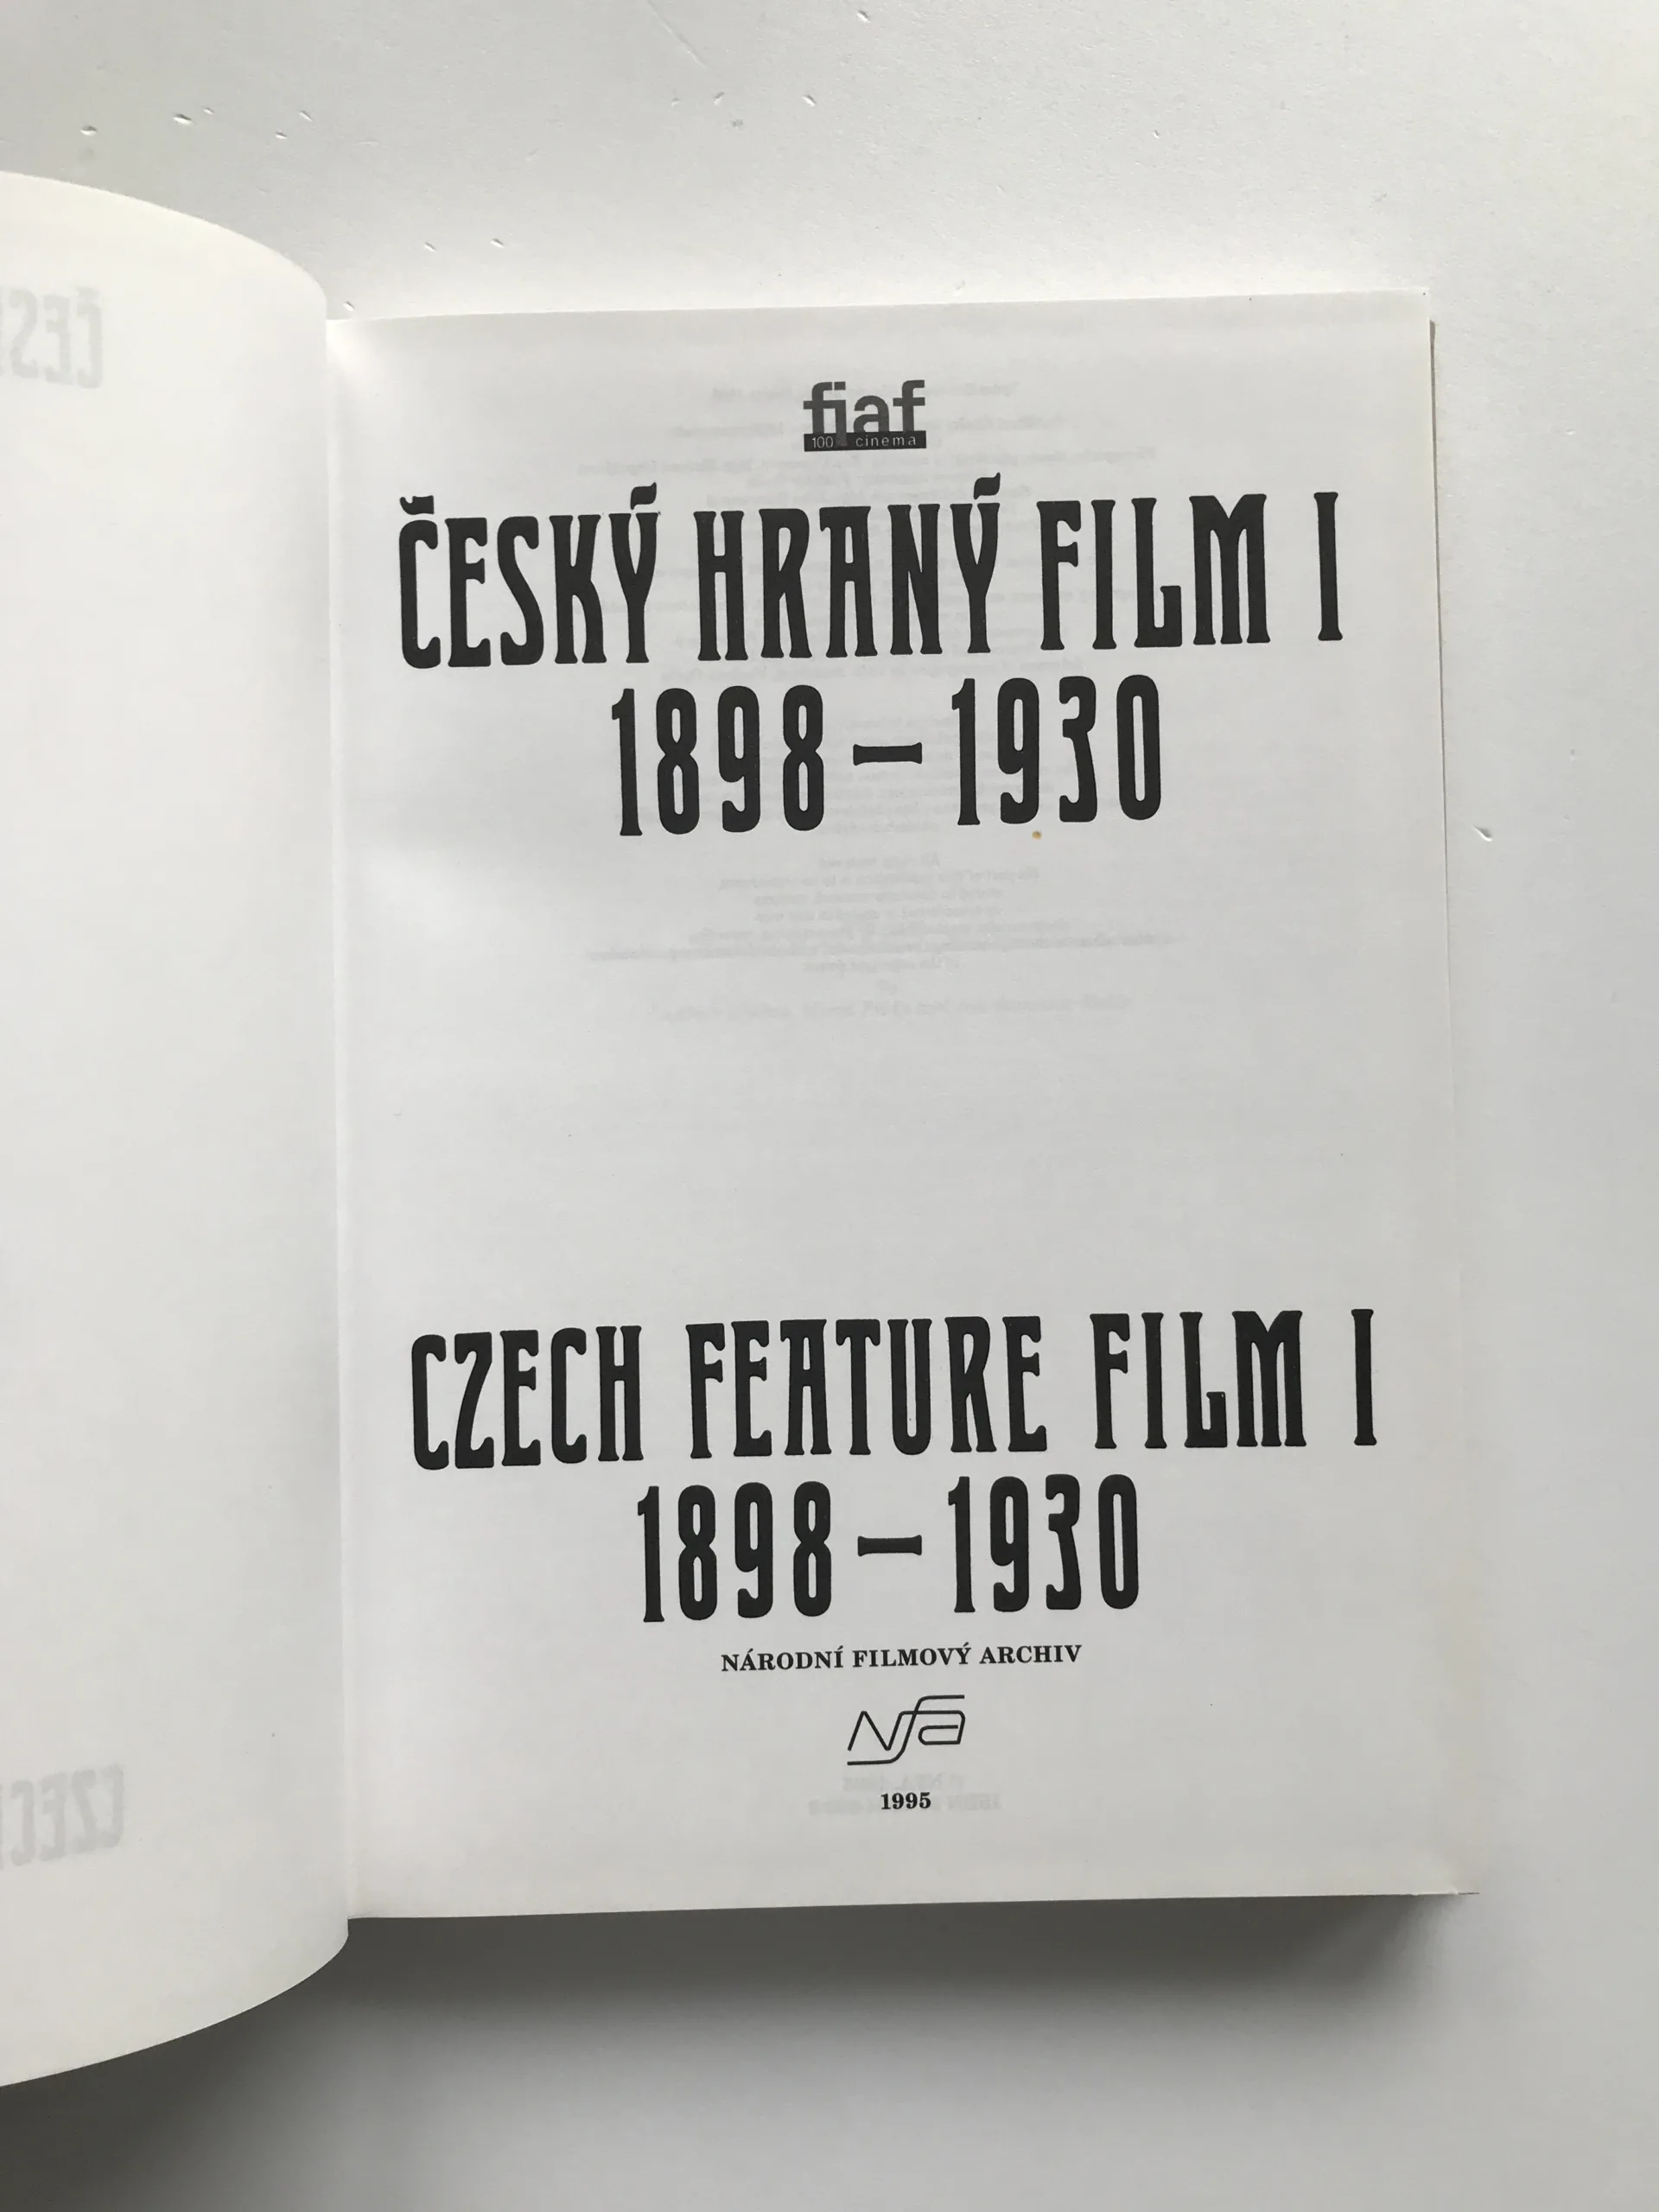 fiaf
100 cinema
ČESKÝ HRANÝ FILM I
1898 – 1930
CZECH FEATURE FILM I
1898 – 1930
NÁRODNÍ FILMOVÝ ARCHIV
Nfa
1995